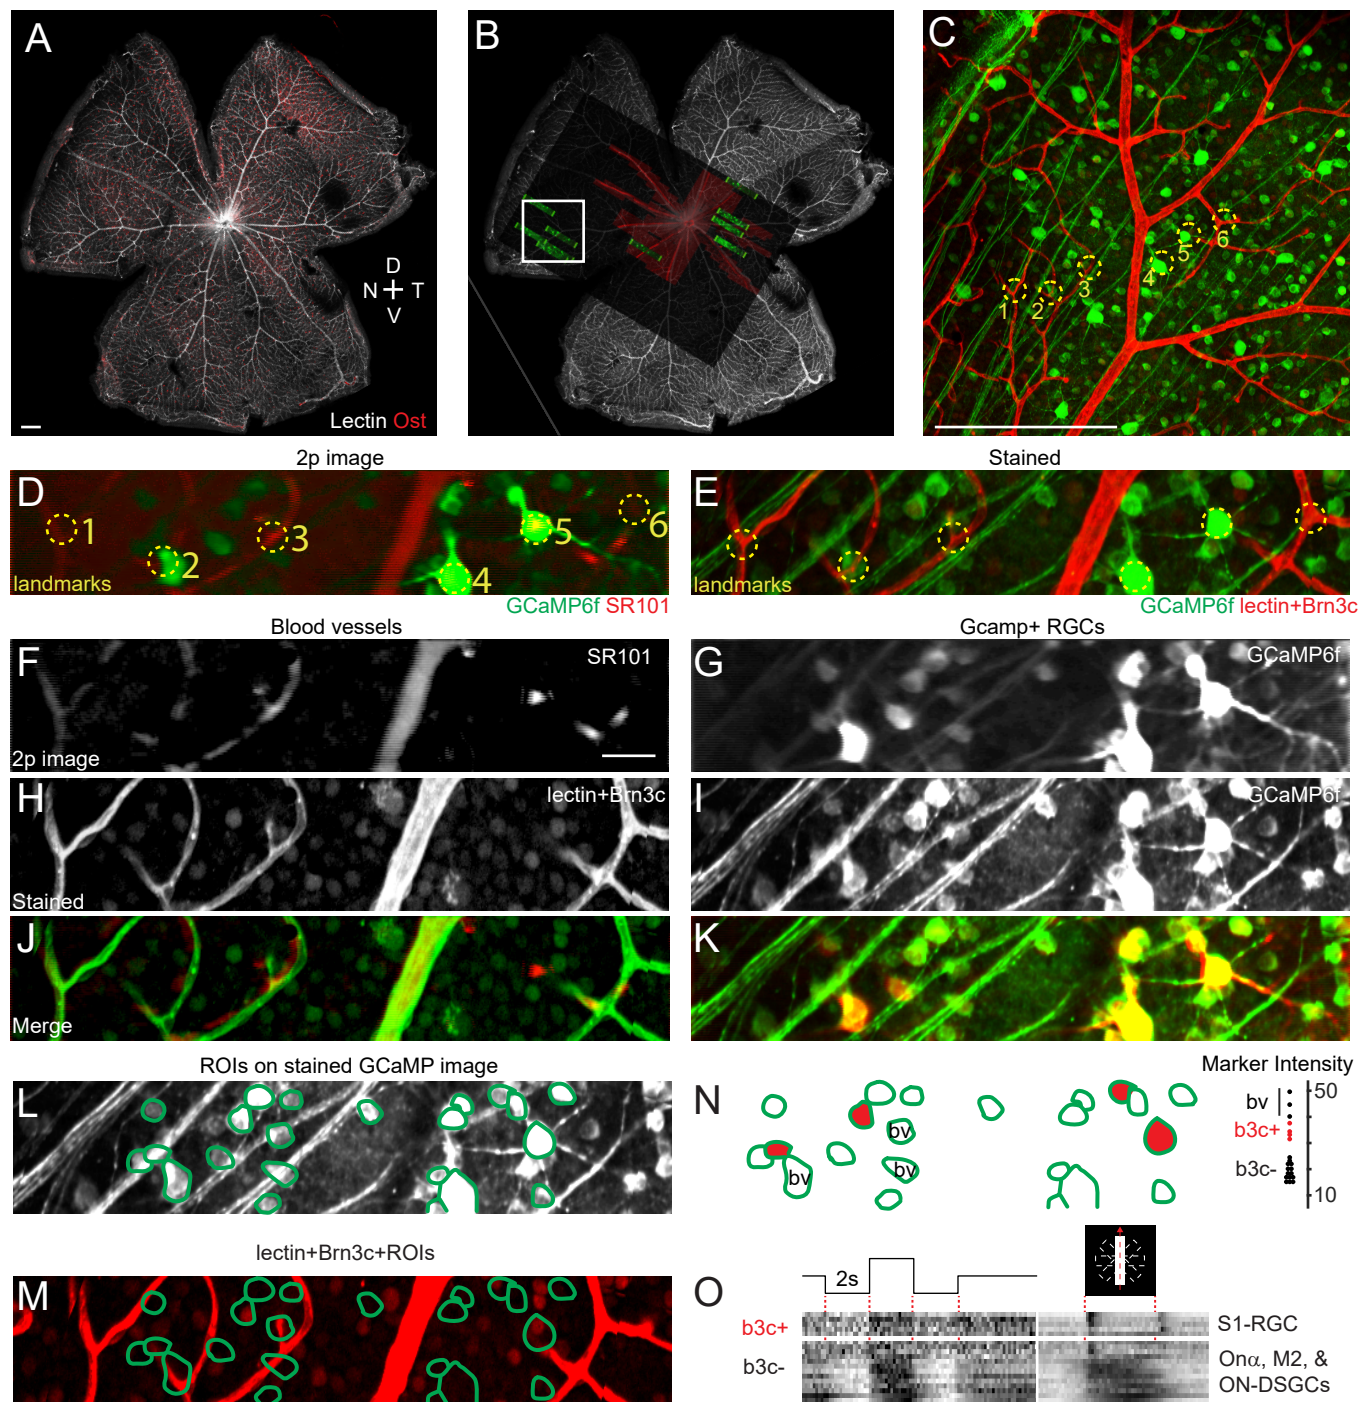 A
D
N T
V
Lectin Ost
B
C
1
2
3
4
5
6
2p image
D
1
2
3
4
5
6
landmarks
GCaMP6f SR101
Stained
E
landmarks
GCaMP6f lectin+Brn3c
Blood vessels
F
SR101
2p image
Gcamp+ RGCs
G
GCaMP6f
H
lectin+Brn3c
Stained
I
GCaMP6f
J
Merge
K
ROIs on stained GCaMP image
L
N
bv
bv
bv
Marker Intensity
bv
b3c+
b3c-
50
10
lectin+Brn3c+ROIs
M
O
2s
b3c+
b3c-
S1-RGC
Onα, M2, &
ON-DSGCs